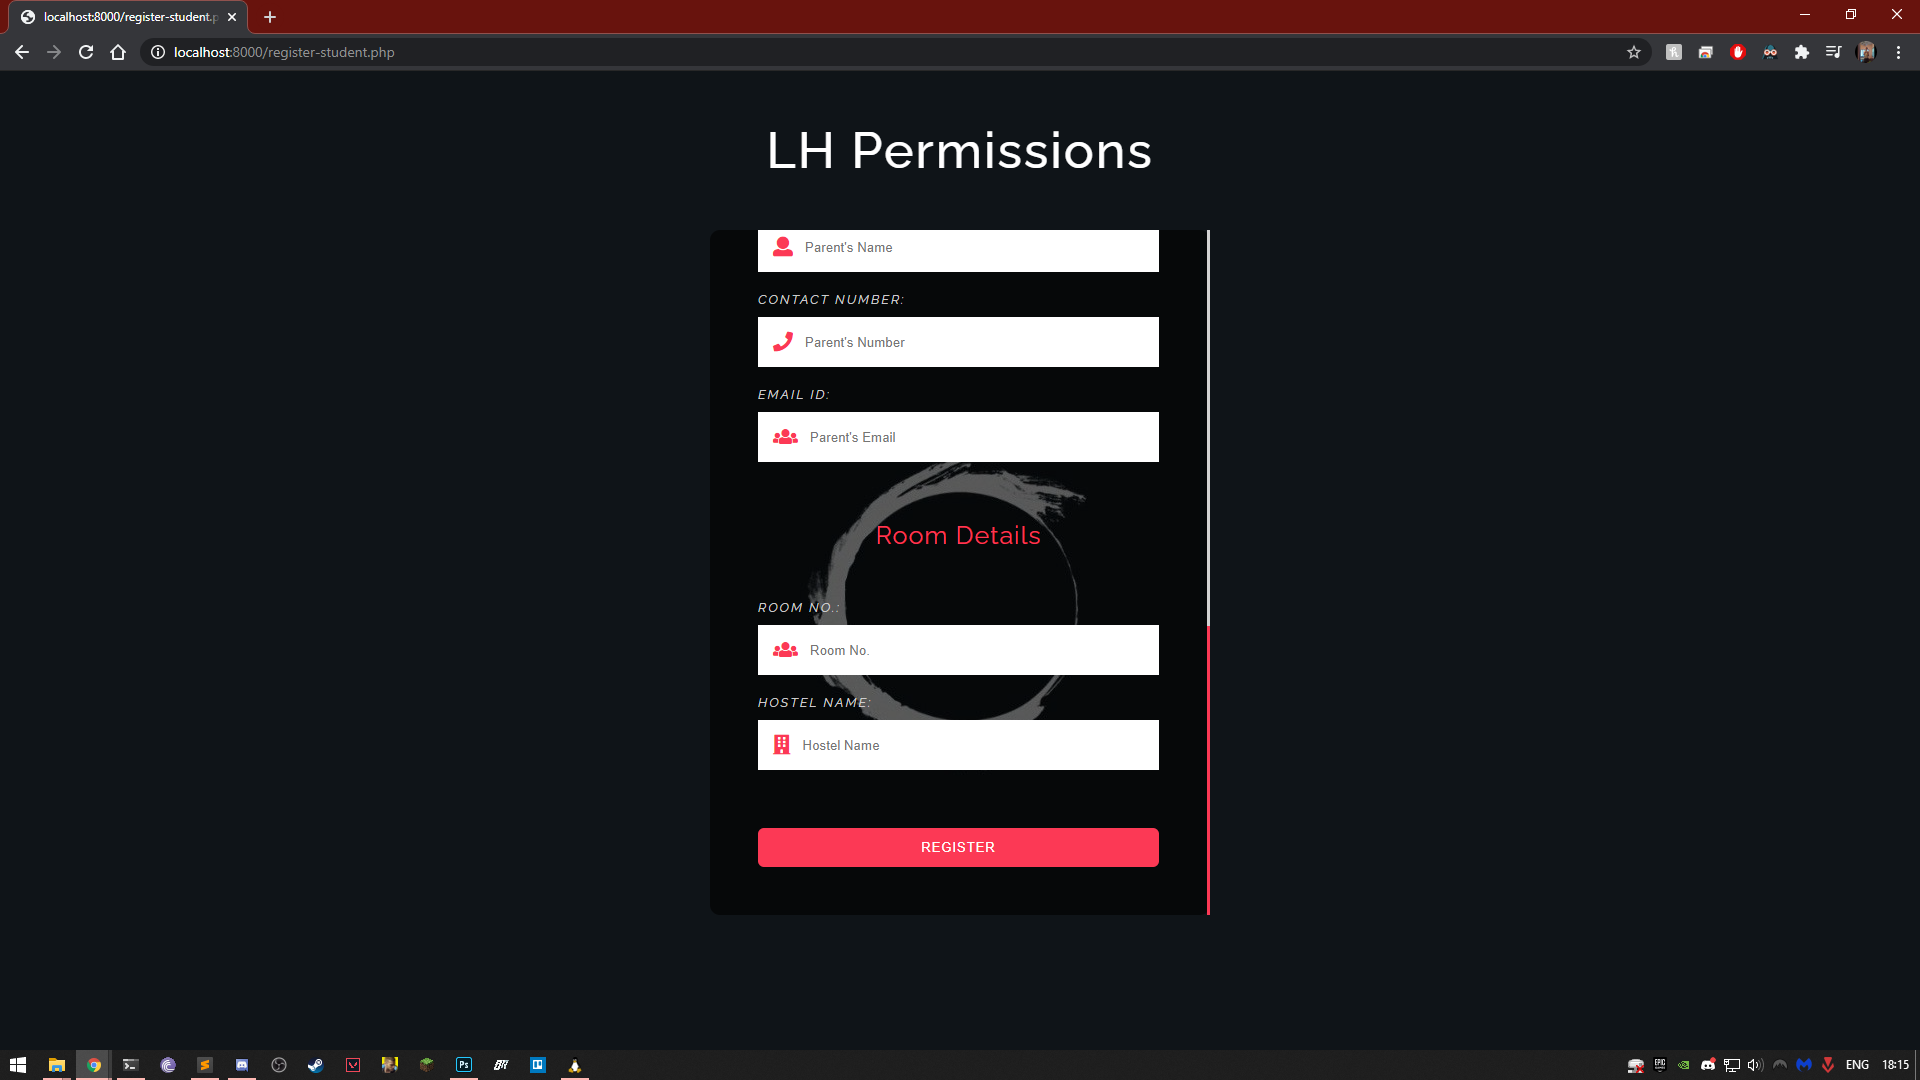 localhost:8000/register-student.p
localhost:8000/register-student.php
LH Permissions
Parent's Name
CONTACT NUMBER:
Parent's Number
EMAIL ID:
Parent's Email
Room Details
ROOM NO.:
Room No.
HOSTEL NAME:
Hostel Name
REGISTER
Ps
ENG
18:15